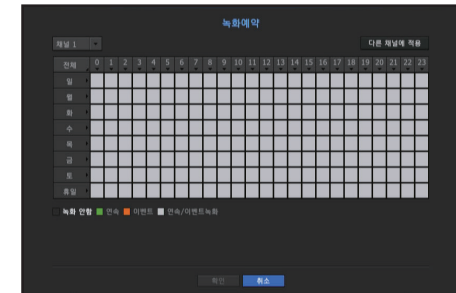 녹화예약
채널 1
다른 채널에 적용
전체 0 1 2 3 4 5 6 7 8 9 10 11 12 13 14 15 16 17 18 19 20 21 22 23
일
월
화
수
목
금
토
휴일
녹화 안함 연속 이벤트 연속/이벤트녹화
확인 취소